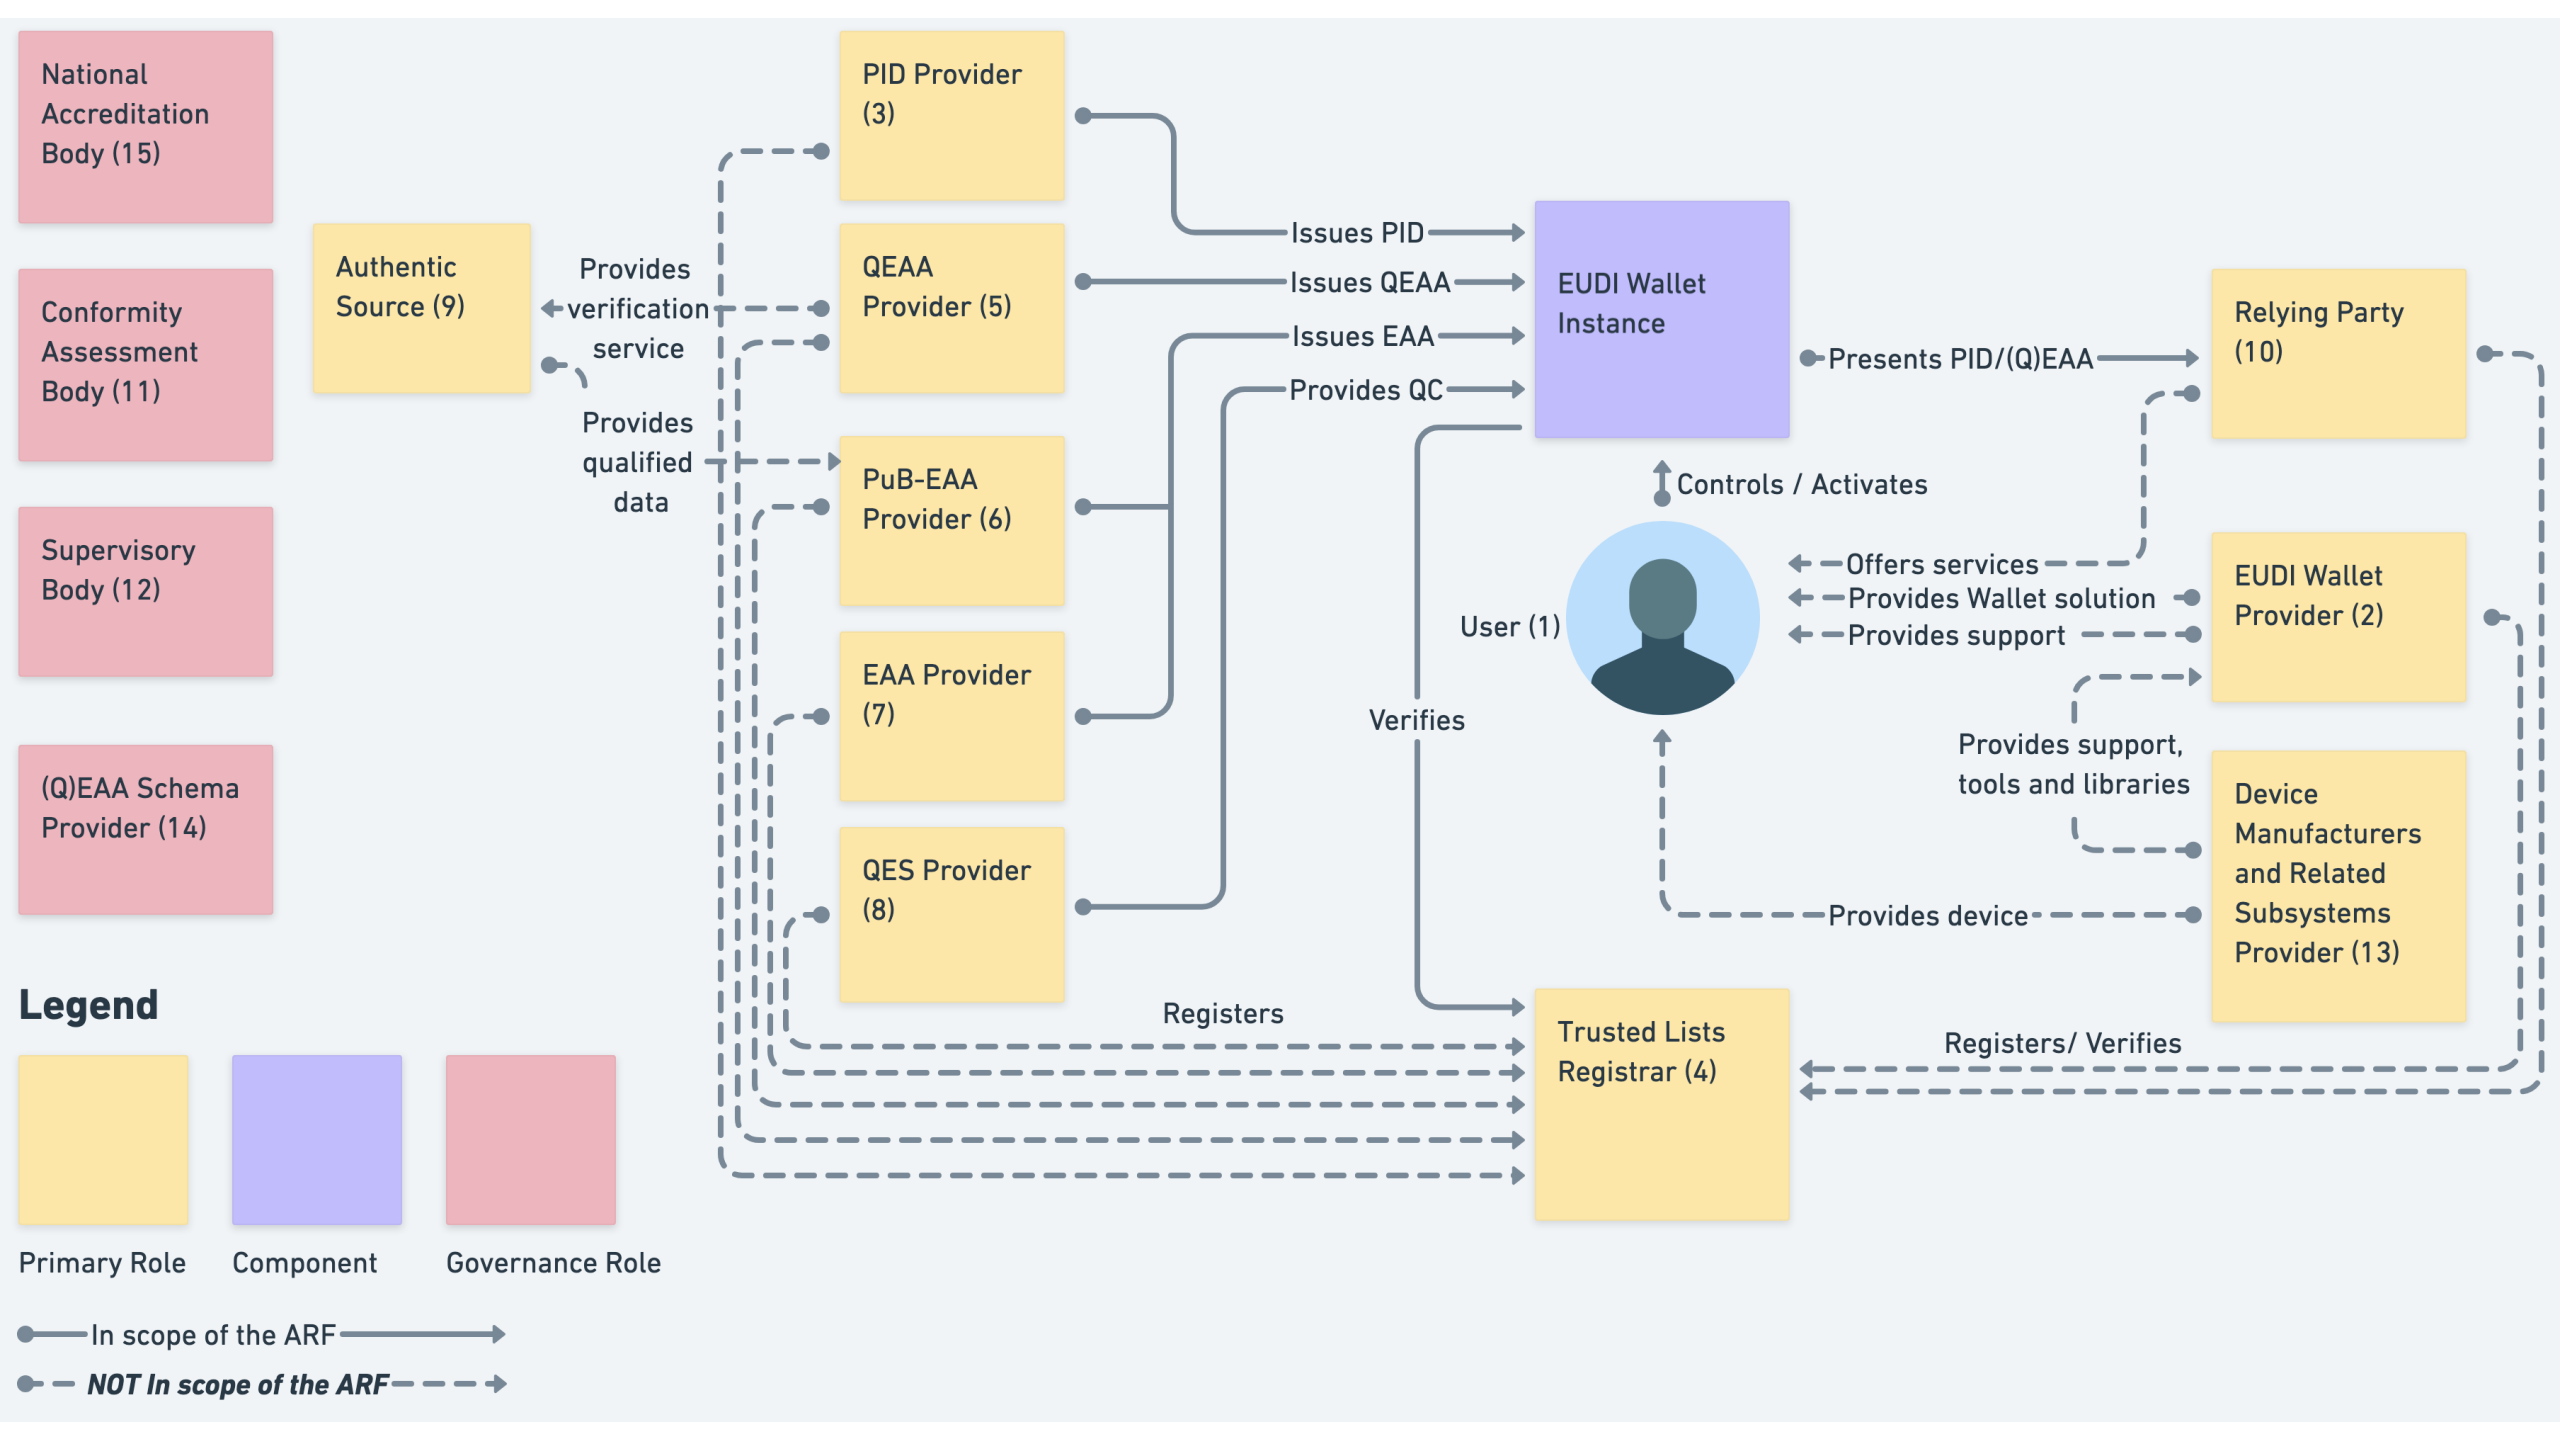 National
Accreditation
Body (15)
Conformity
Assessment
Body (11)
Supervisory
Body (12)
(Q)EAA Schema
Provider (14)
Authentic
Source (9)
Provides
verification
service
Provides
qualified
data
PID Provider
(3)
QEAA
Provider (5)
PuB-EAA
Provider (6)
EAA Provider
(7)
QES Provider
(8)
Issues PID
Issues QEAA
Issues EAA
Provides QC
EUDI Wallet
Instance
Presents PID/(Q)EAA
Relying Party
(10)
Controls / Activates
User (1)
Offers services
Provides Wallet solution
Provides support
EUDI Wallet
Provider (2)
Verifies
Provides support,
tools and libraries
Device
Manufacturers
and Related
Subsystems
Provider (13)
Provides device
Registers
Trusted Lists
Registrar (4)
Registers/ Verifies
Legend
Primary Role
Component
Governance Role
In scope of the ARF
NOT In scope of the ARF